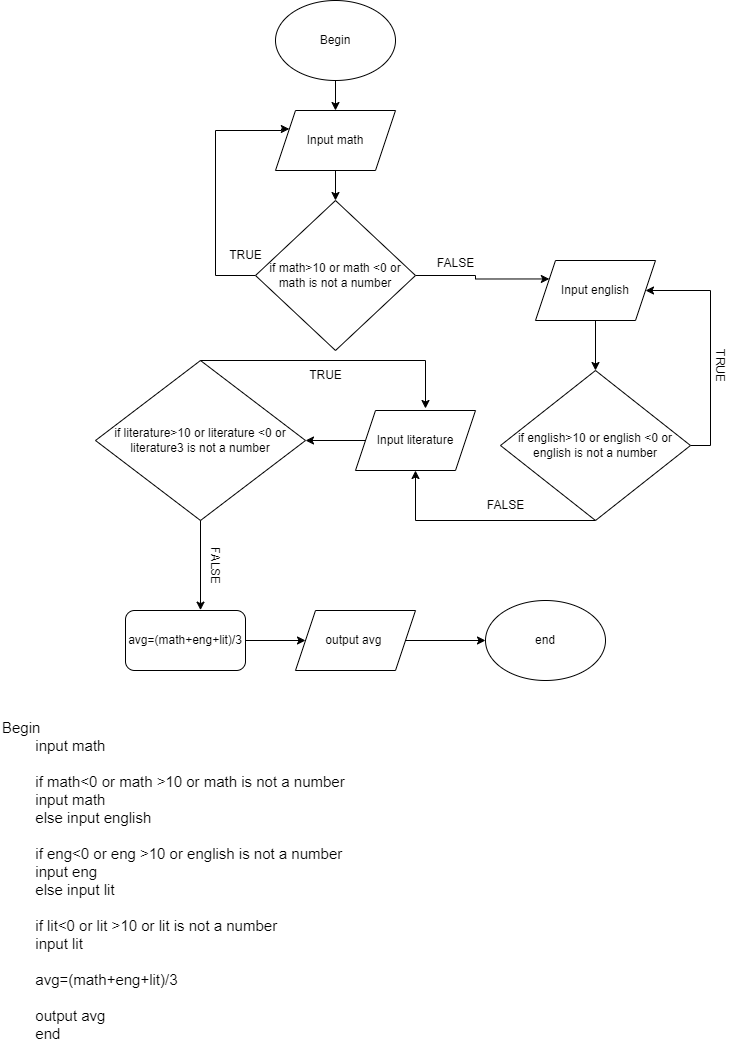 Begin
Input math
TRUE
if math>10 or math <0 or
math is not a number
FALSE
Input english
TRUE
if english>10 or english <0 or
english is not a number
FALSE
Input literature
TRUE
if literature>10 or literature <0 or
literature3 is not a number
FALSE
avg=(math+eng+lit)/3
output avg
end
Begin
input math
if math<0 or math >10 or math is not a number
input math
else input english
if eng<0 or eng >10 or english is not a number
input eng
else input lit
if lit<0 or lit >10 or lit is not a number
input lit
avg=(math+eng+lit)/3
output avg
end